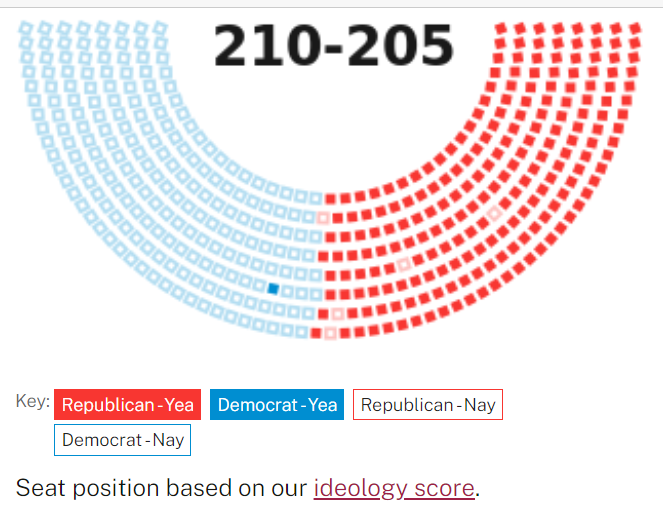 210-205
Key: Republican - Yea Democrat - Yea Republican - Nay
Democrat - Nay
Seat position based on our ideology score.